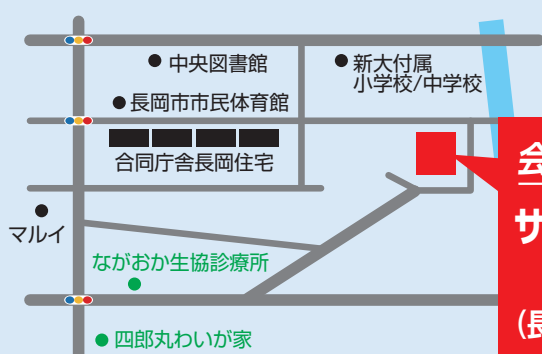 中央図書館
新大付属
小学校/中学校
長岡市市民体育館
合同庁舎長岡住宅
会
サ
(長
マルイ
ながおか生協診療所
四郎丸わいが家